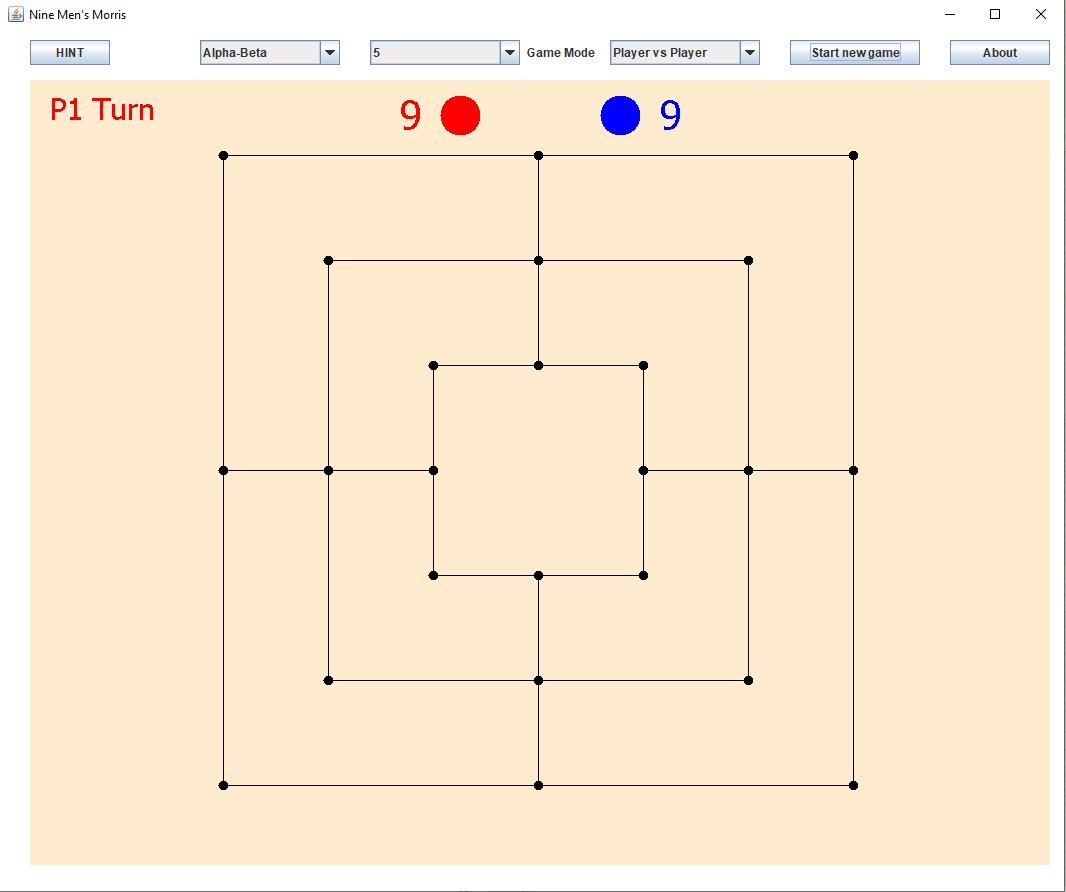 Nine Men's Morris
HINT Alpha-Beta 5 Game Mode Player vs Player Start new game About
P1 Turn 9 9